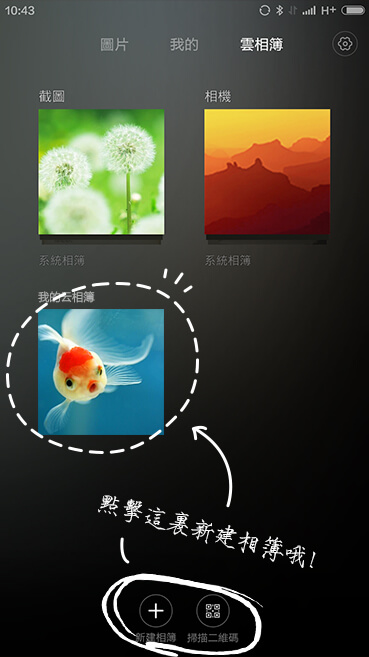 10:43 H+
圖片 我的 雲相簿
截圖 相機
系統相簿 系統相簿
我的云相簿
點擊這裏新建相簿哦!
新建相簿 掃描二維碼